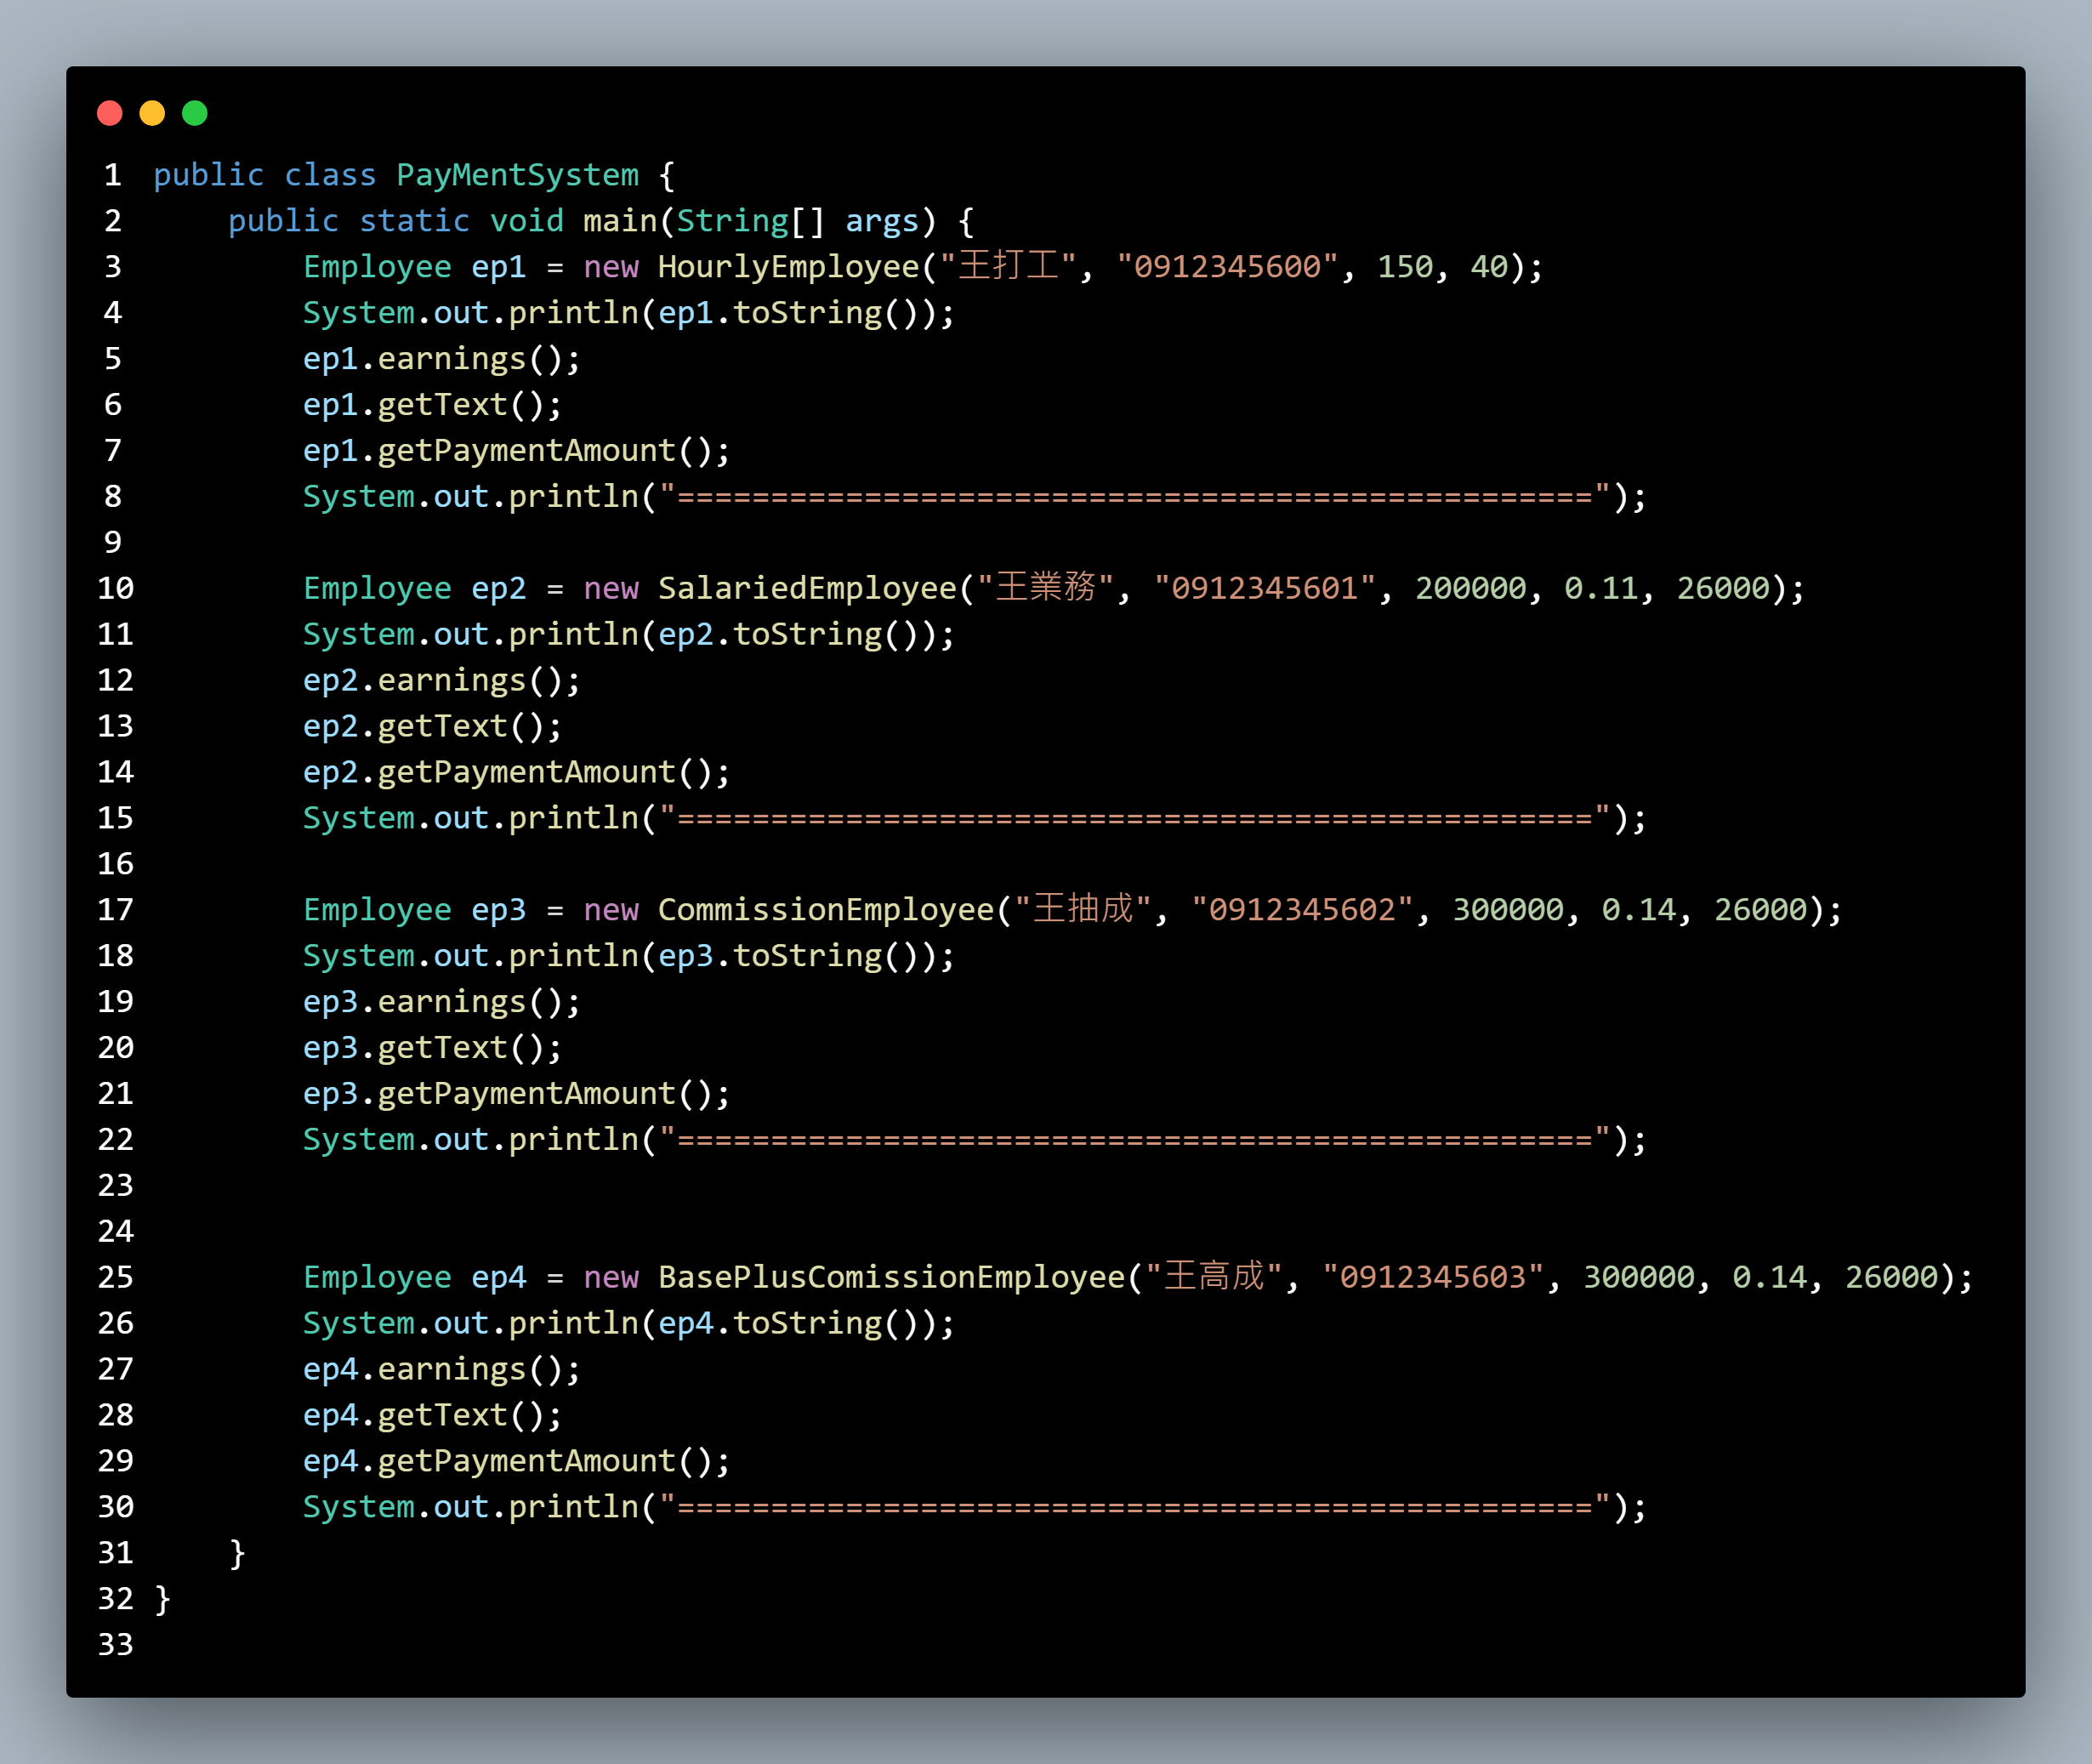 1 public class PayMentSystem {
2     public static void main(String[] args) {
3         Employee ep1 = new HourlyEmployee("王打工", "0912345600", 150, 40);
4         System.out.println(ep1.toString());
5         ep1.earnings();
6         ep1.getText();
7         ep1.getPaymentAmount();
8         System.out.println("=================================================");
9
10         Employee ep2 = new SalariedEmployee("王業務", "0912345601", 200000, 0.11, 26000);
11         System.out.println(ep2.toString());
12         ep2.earnings();
13         ep2.getText();
14         ep2.getPaymentAmount();
15         System.out.println("=================================================");
16
17         Employee ep3 = new CommissionEmployee("王抽成", "0912345602", 300000, 0.14, 26000);
18         System.out.println(ep3.toString());
19         ep3.earnings();
20         ep3.getText();
21         ep3.getPaymentAmount();
22         System.out.println("=================================================");
23
24
25         Employee ep4 = new BasePlusComissionEmployee("王高成", "0912345603", 300000, 0.14, 26000);
26         System.out.println(ep4.toString());
27         ep4.earnings();
28         ep4.getText();
29         ep4.getPaymentAmount();
30         System.out.println("=================================================");
31     }
32 }
33